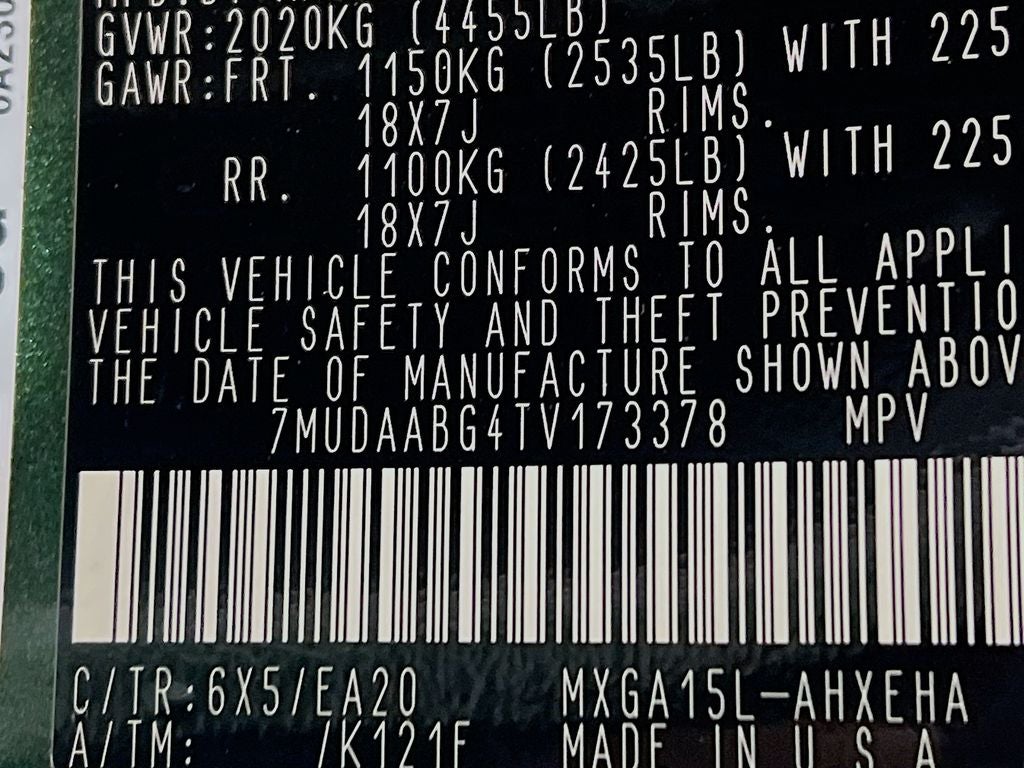 GVWR:2020KG (4455LB)
GAWR:FRT. 1150KG (2535LB) WITH 225
18X7J RIMS.
RR. 1100KG (2425LB) WITH 225
18X7J RIMS.
THIS VEHICLE CONFORMS TO ALL APPLI
VEHICLE SAFETY AND THEFT PREVENTIO
THE DATE OF MANUFACTURE SHOWN ABOV
7MUDAABG4TV173378 MPV
C/TR:6X5/EA20 MXGA15L-AHXEHA
A/TM: /K121F MADE IN U S A